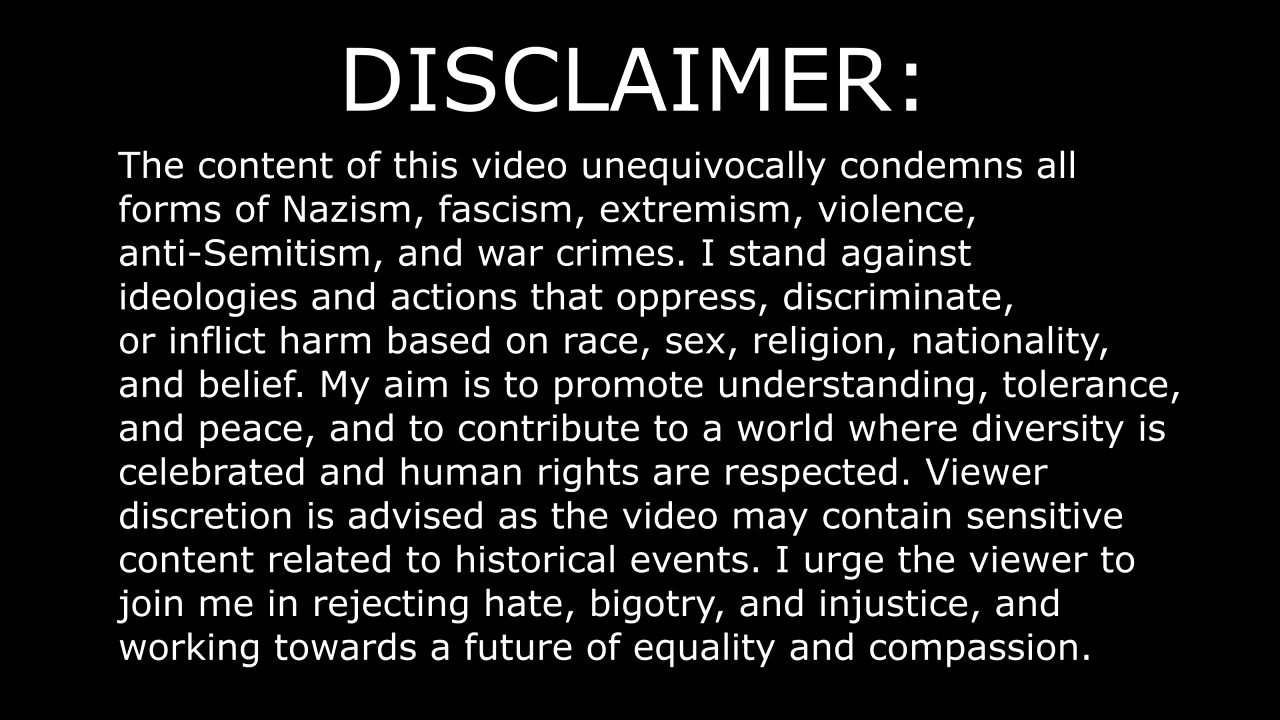 DISCLAIMER:
The content of this video unequivocally condemns all
forms of Nazism, fascism, extremism, violence,
anti-Semitism, and war crimes. I stand against
ideologies and actions that oppress, discriminate,
or inflict harm based on race, sex, religion, nationality,
and belief. My aim is to promote understanding, tolerance,
and peace, and to contribute to a world where diversity is
celebrated and human rights are respected. Viewer
discretion is advised as the video may contain sensitive
content related to historical events. I urge the viewer to
join me in rejecting hate, bigotry, and injustice, and
working towards a future of equality and compassion.